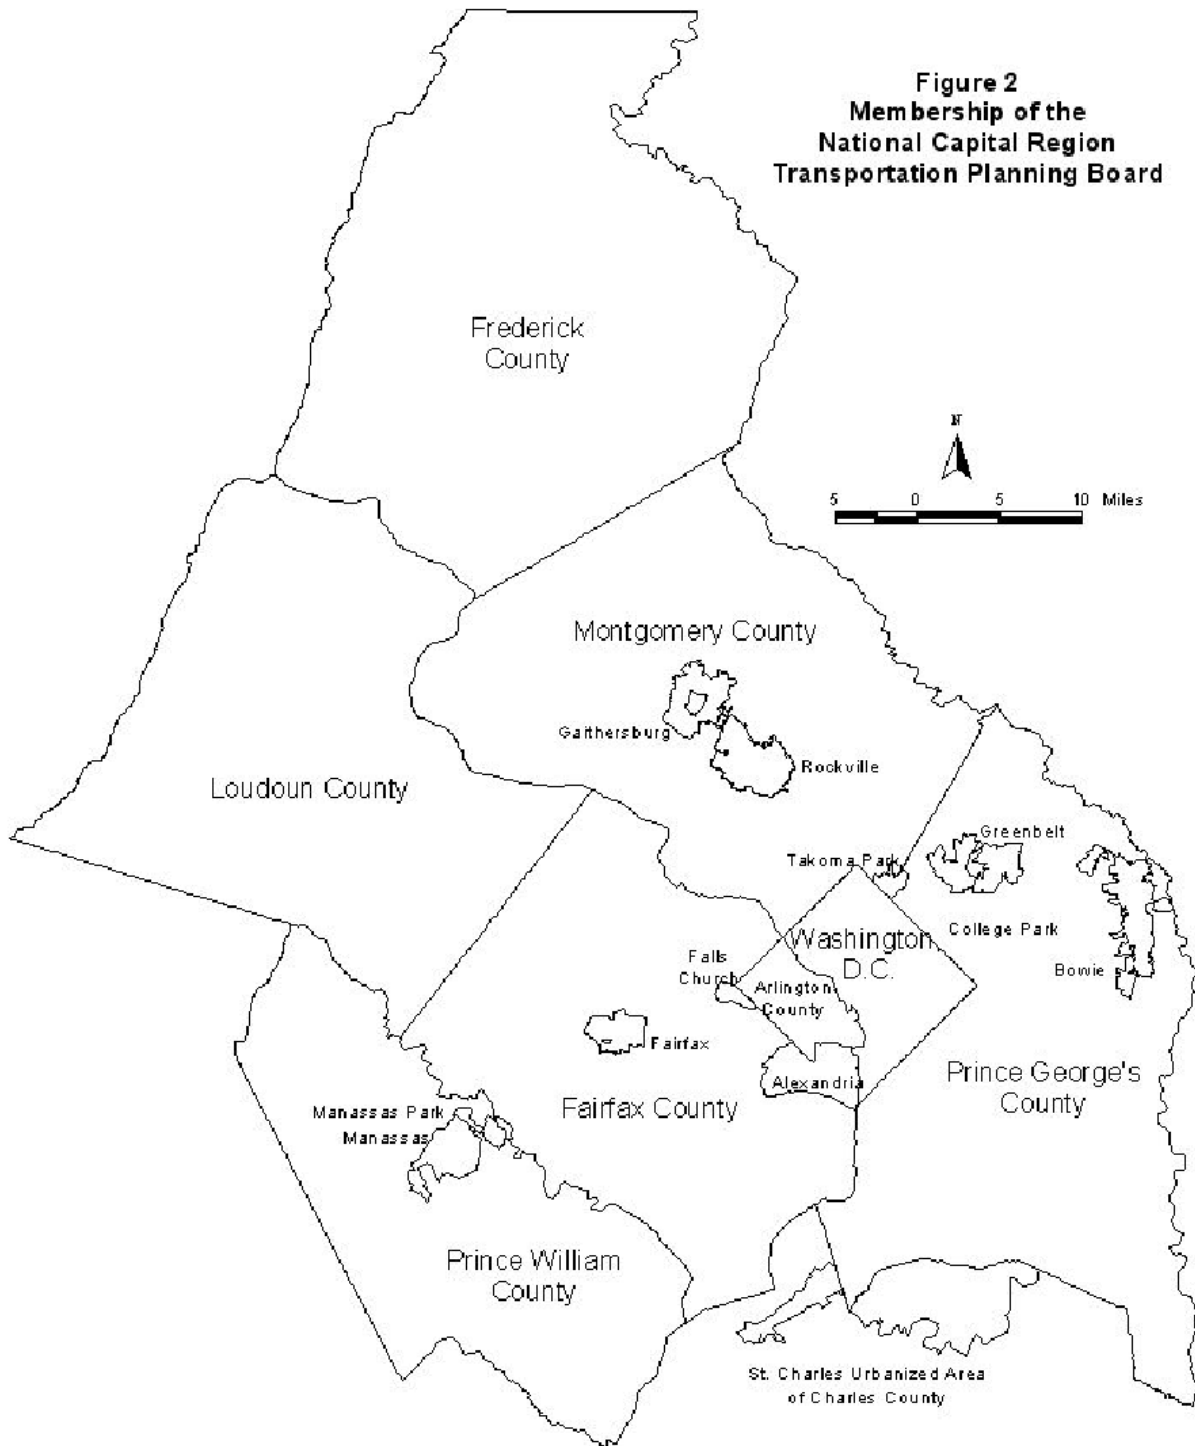 Figure 2
Membership of the
National Capital Region
Transportation Planning Board
Frederick
County
N
5 0 5 10 Miles
Montgomery County
Gaithersburg
Rockville
Loudoun County
Greenbelt
Takoma Park
College Park
Washington
D.C.
Falls
Church
Bowie
Arlington
County
Fairfax
Prince George's
County
Alexandria
Fairfax County
Manassas Park
Manassas
Prince William
County
St. Charles Urbanized Area
of Charles County